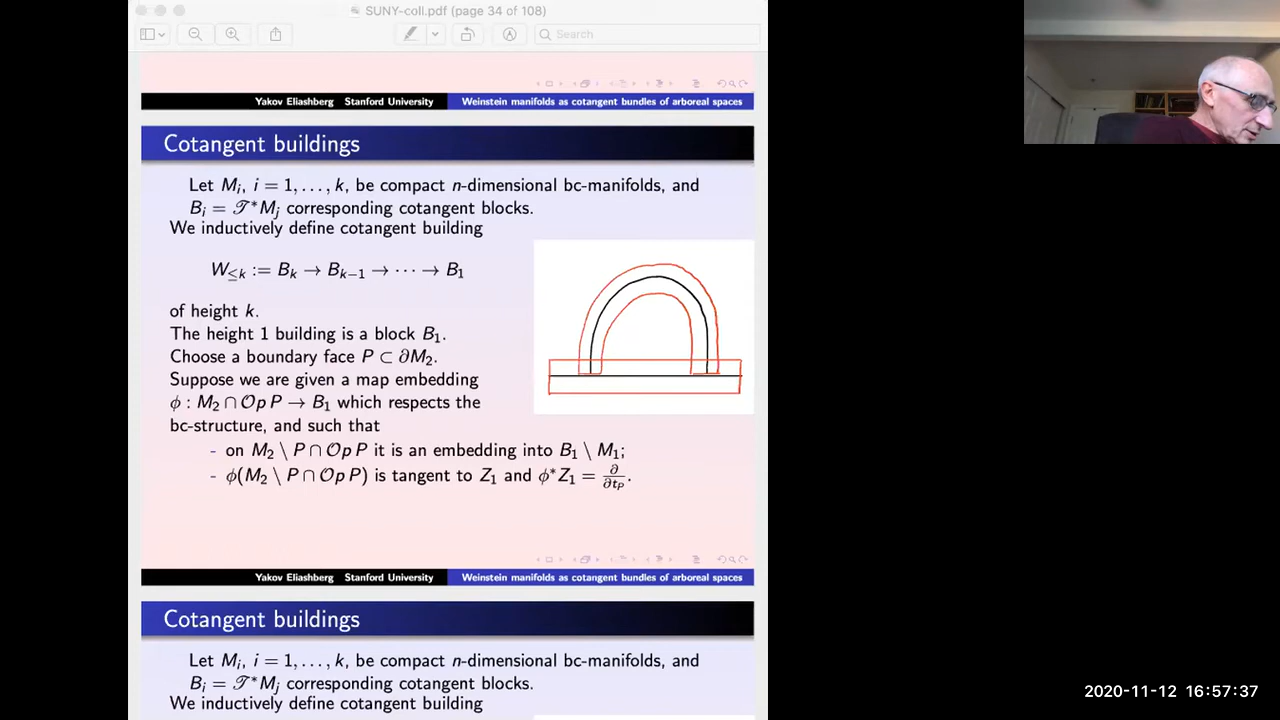 SUNY-coll.pdf (page 34 of 108)
Search
Yakov Eliashberg Stanford University Weinstein manifolds as cotangent bundles of arboreal spaces
Cotangent buildings
Let M_i, i = 1, . . . , k, be compact n-dimensional bc-manifolds, and
B_i = 𝒯*M_j corresponding cotangent blocks.
We inductively define cotangent building
W_{≤k} := B_k → B_{k−1} → ⋯ → B_1
of height k.
The height 1 building is a block B_1.
Choose a boundary face P ⊂ ∂M_2.
Suppose we are given a map embedding
ϕ : M_2 ∩ 𝒪p P → B_1 which respects the
bc-structure, and such that
- on M_2 \ P ∩ 𝒪p P it is an embedding into B_1 \ M_1;
- ϕ(M_2 \ P ∩ 𝒪p P) is tangent to Z_1 and ϕ*Z_1 = ∂/∂t_P.
Yakov Eliashberg Stanford University Weinstein manifolds as cotangent bundles of arboreal spaces
Cotangent buildings
Let M_i, i = 1, . . . , k, be compact n-dimensional bc-manifolds, and
B_i = 𝒯*M_j corresponding cotangent blocks.
We inductively define cotangent building
2020-11-12 16:57:37